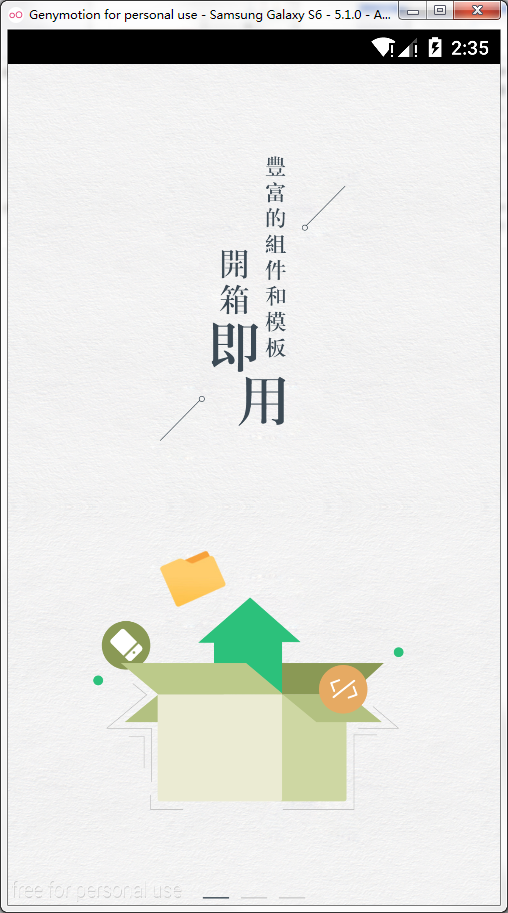 Genymotion for personal use - Samsung Galaxy S6 - 5.1.0 - A...
2:35
豐富的組件和模板
開箱即用
free for personal use